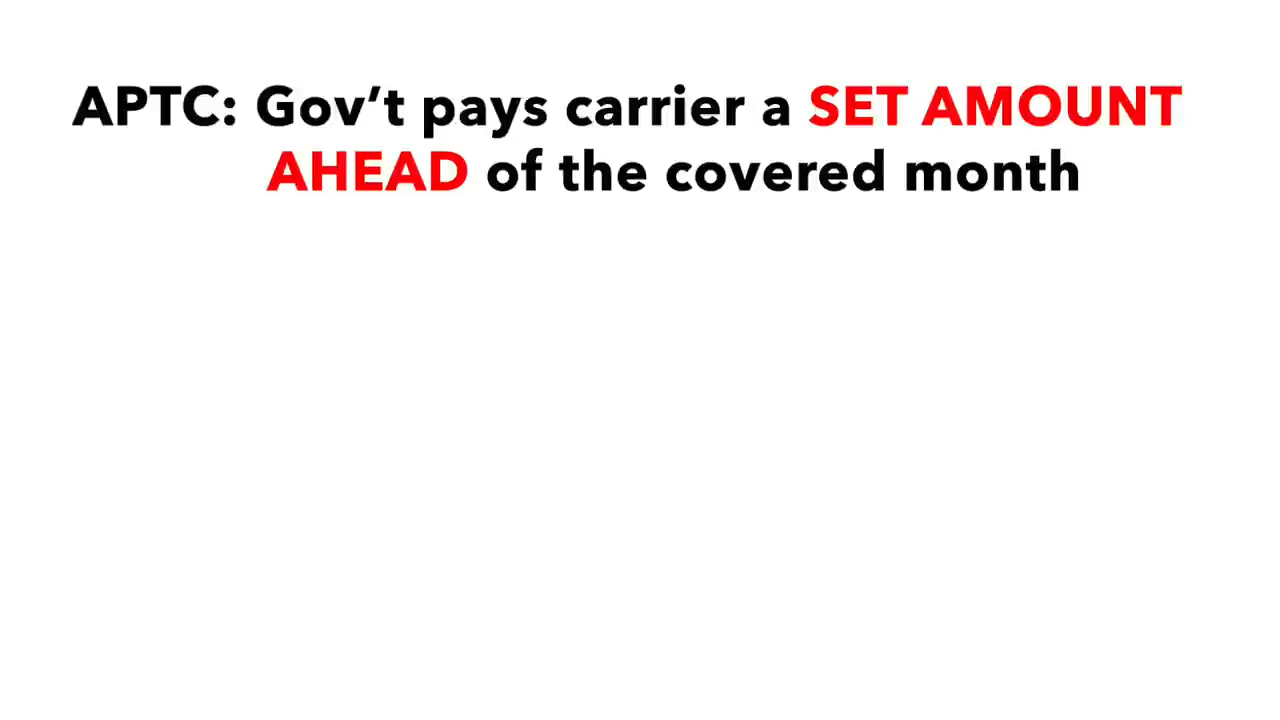 APTC: Gov’t pays carrier a SET AMOUNT
AHEAD of the covered month